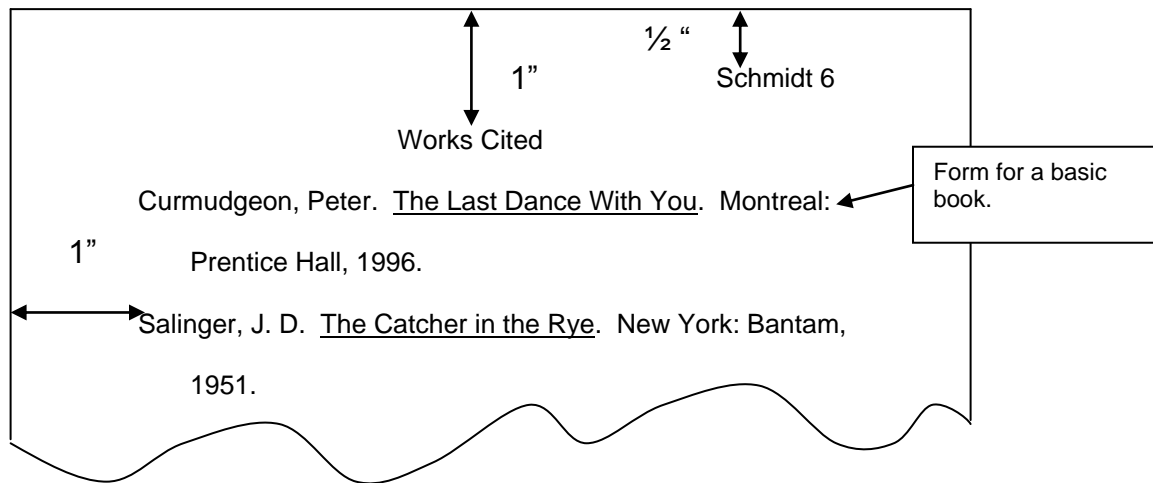 ½ “
1”
Schmidt 6
Works Cited
Form for a basic
book.
Curmudgeon, Peter.  The Last Dance With You.  Montreal:
1”
Prentice Hall, 1996.
Salinger, J. D.  The Catcher in the Rye.  New York: Bantam,
1951.